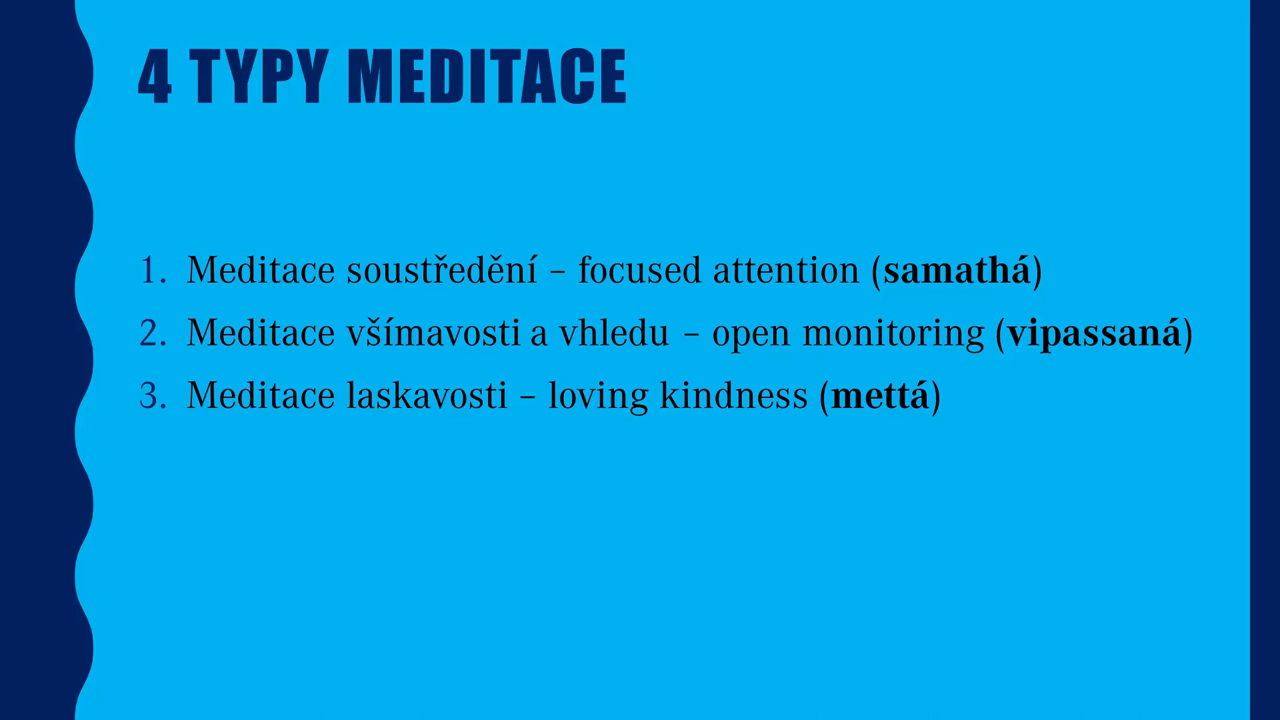 4 TYPY MEDITACE
1. Meditace soustředění – focused attention (samathá)
2. Meditace všímavosti a vhledu – open monitoring (vipassaná)
3. Meditace laskavosti – loving kindness (mettá)